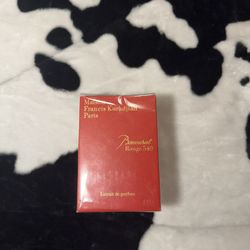 Maison
Francis Kurkdjian
Paris
Baccarat
Rouge 540
Extrait de parfum